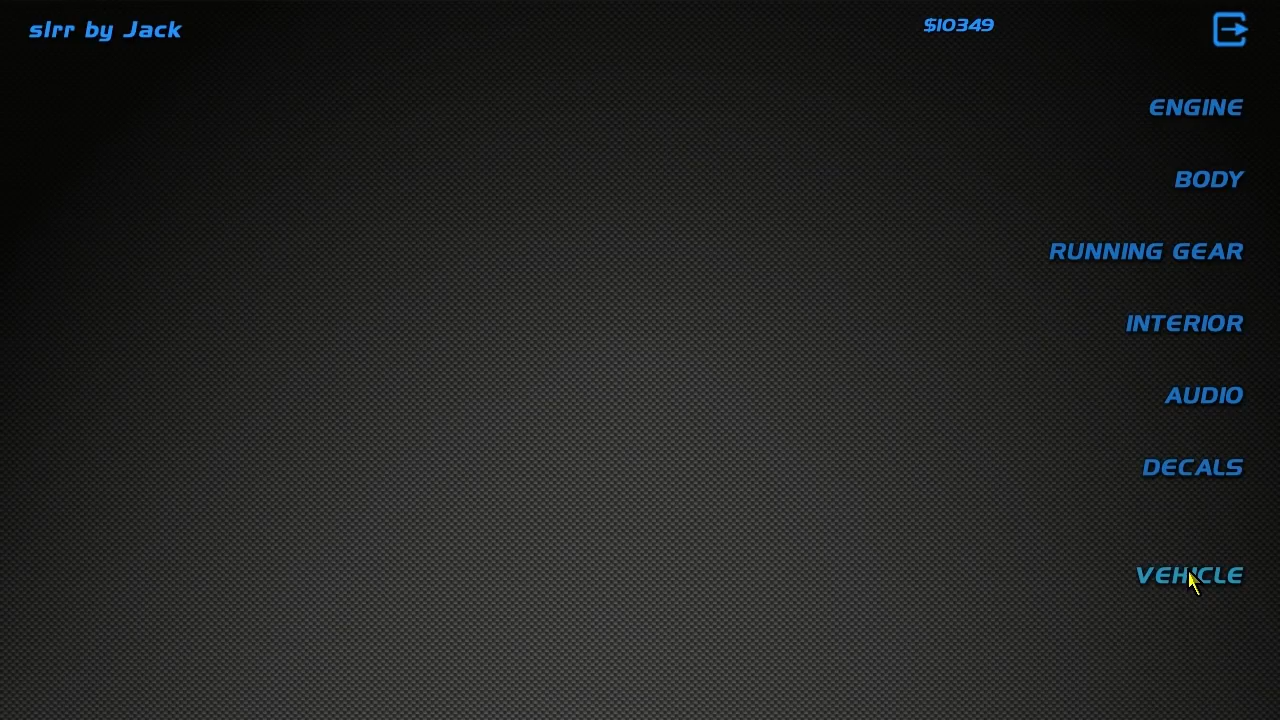 slrr by Jack
$10349
ENGINE
BODY
RUNNING GEAR
INTERIOR
AUDIO
DECALS
VEHICLE